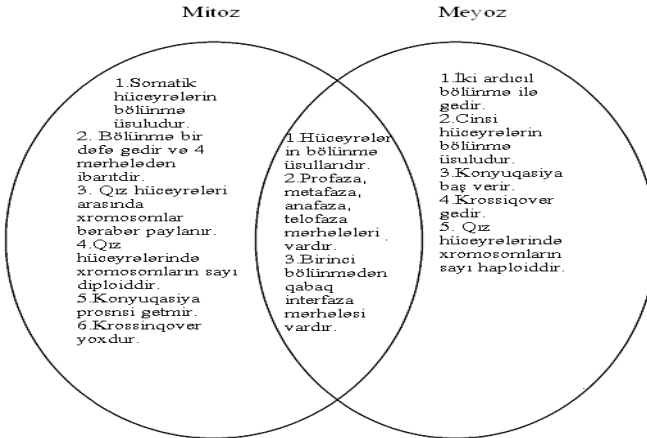 Mitoz
Meyoz
1.Somatik
hüceyrələrin
bölünmə
üsuludur.
2. Bölünmə bir
dəfə gedir və 4
mərhələdən
ibarıtdir.
3. Qız hüceyrələri
arasında
xromosomlar
bərabər paylanır.
4.Qız
hüceyrələrində
xromosomların sayı
diploiddir.
5.Konyuqasiya
prosnsi getmir.
6.Krossinqover
yoxdur.
1.Hüceyrələr
in bölünmə
üsullarıdır.
2.Profaza,
metafaza,
anafaza,
telofaza
mərhələləri
vardır.
3.Birinci
bölünmədən
qabaq
interfaza
mərhələsi
vardır.
1.İki ardıcıl
bölünmə ilə
gedir.
2.Cinsi
hüceyrələrin
bölünmə
üsuludur.
3.Konyuqasiya
baş verir.
4.Krossiqover
gedir.
5. Qız
hüceyrələrində
xromosomların
sayı haploiddir.